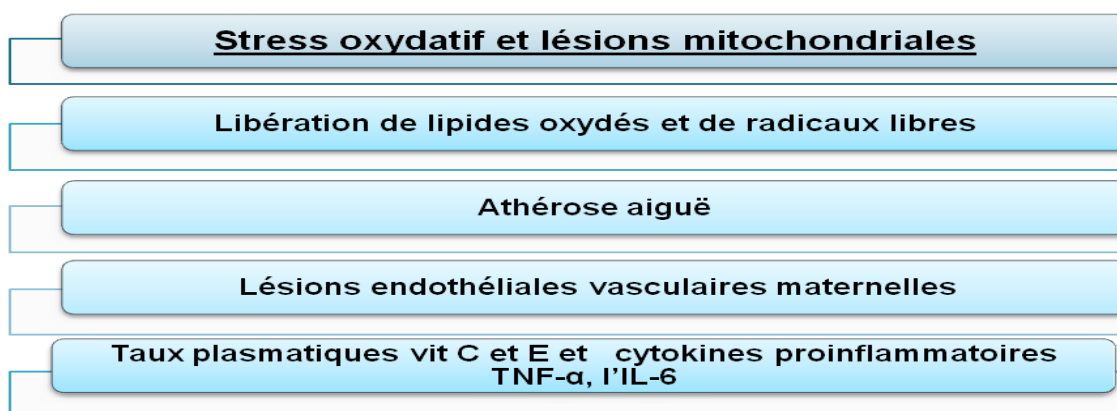 Stress oxydatif et lésions mitochondriales
Libération de lipides oxydés et de radicaux libres
Athérose aiguë
Lésions endothéliales vasculaires maternelles
Taux plasmatiques vit C et E et cytokines proinflammatoires
TNF-α, l'IL-6